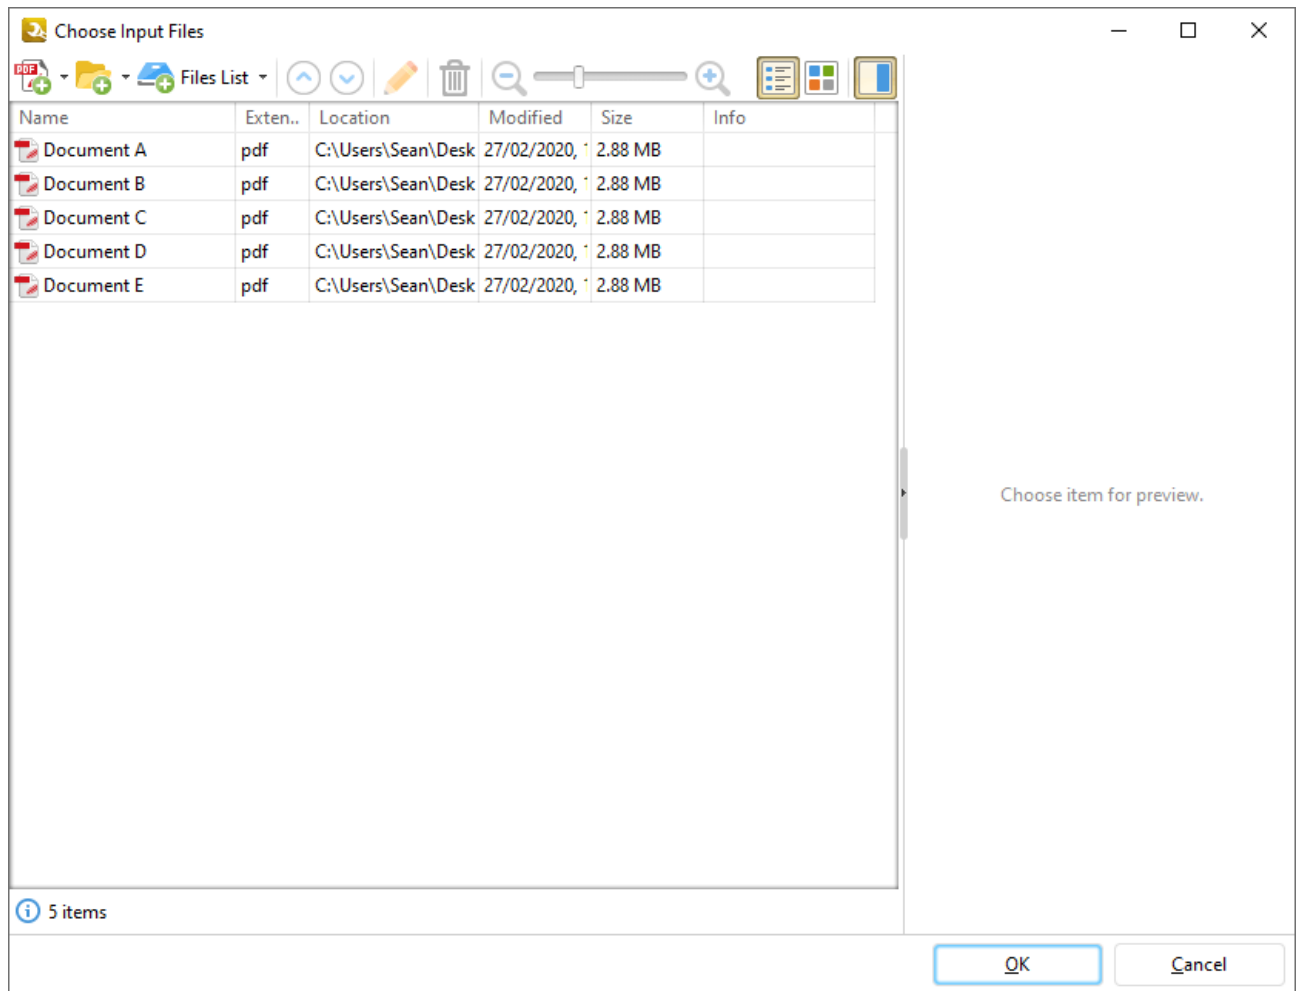 Choose Input Files
PDF Files List
Name Exten.. Location Modified Size Info
Document A pdf C:\Users\Sean\Desk 27/02/2020, 2.88 MB
Document B pdf C:\Users\Sean\Desk 27/02/2020, 2.88 MB
Document C pdf C:\Users\Sean\Desk 27/02/2020, 2.88 MB
Document D pdf C:\Users\Sean\Desk 27/02/2020, 2.88 MB
Document E pdf C:\Users\Sean\Desk 27/02/2020, 2.88 MB
Choose item for preview.
5 items
OK Cancel